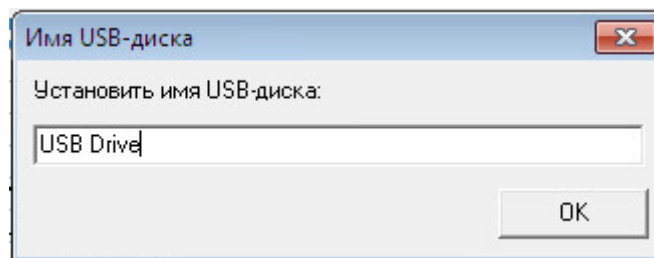 Имя USB-диска
Установить имя USB-диска:
USB Drive
OK